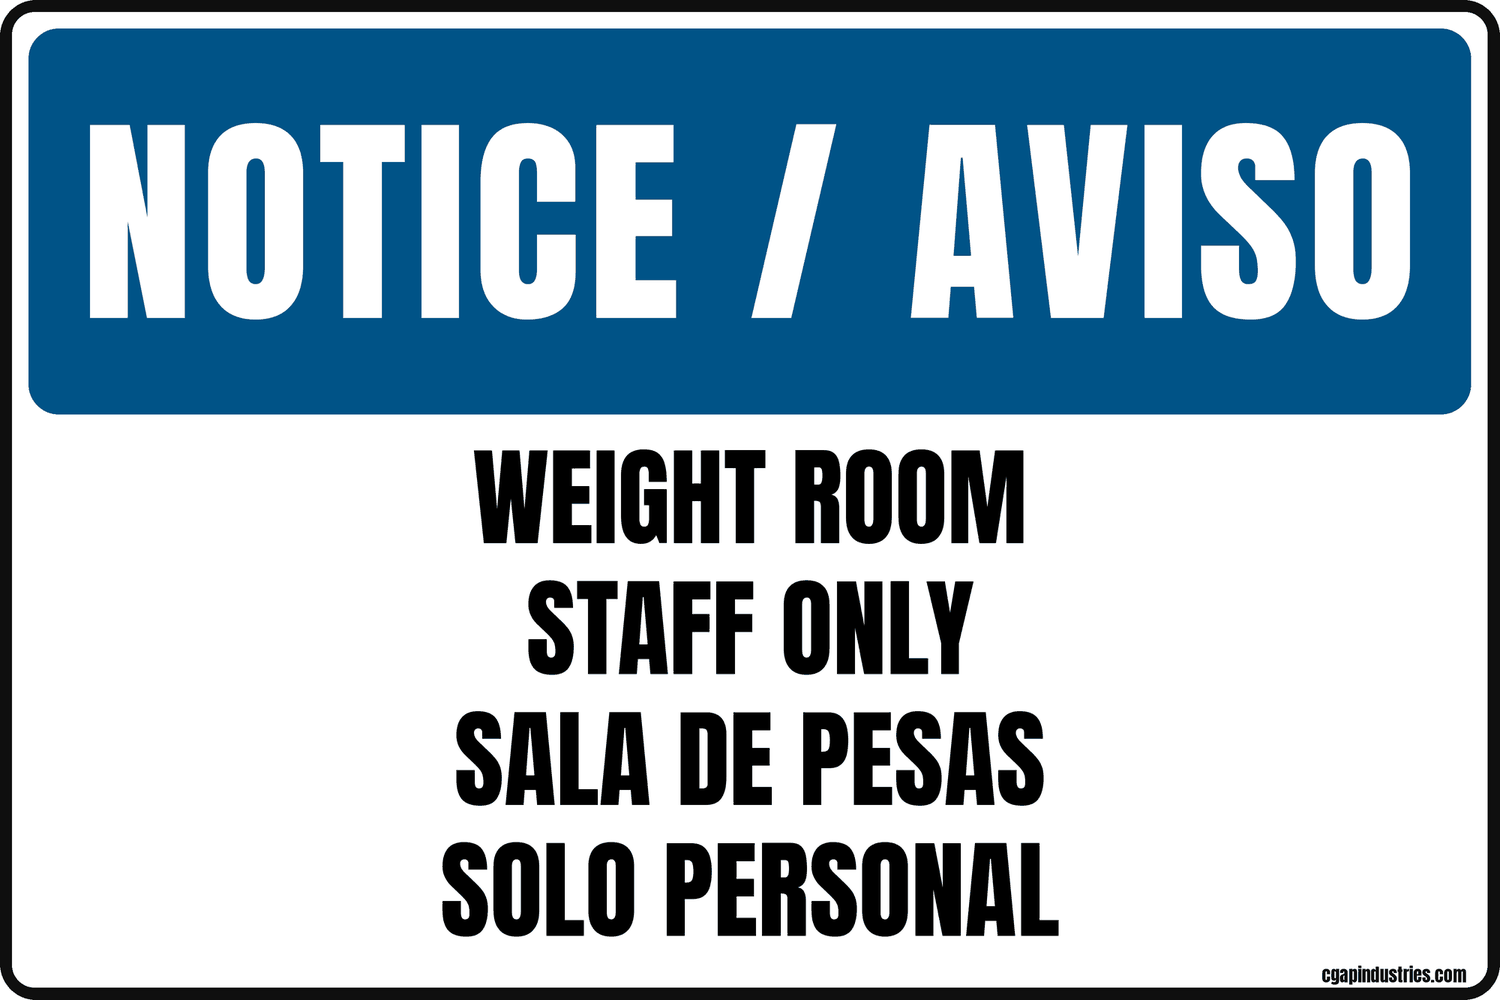 NOTICE / AVISO
WEIGHT ROOM
STAFF ONLY
SALA DE PESAS
SOLO PERSONAL
cgapindustries.com